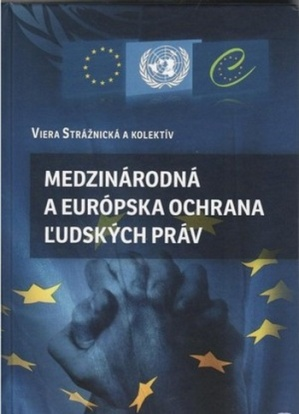 VIERA STRÁŽNICKÁ A KOLEKTÍV
MEDZINÁRODNÁ
A EURÓPSKA OCHRANA
ĽUDSKÝCH PRÁV